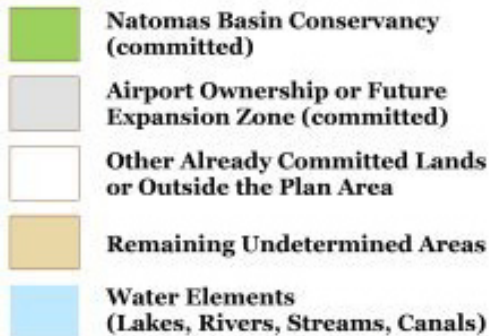 Natomas Basin Conservancy
(committed)
Airport Ownership or Future
Expansion Zone (committed)
Other Already Committed Lands
or Outside the Plan Area
Remaining Undetermined Areas
Water Elements
(Lakes, Rivers, Streams, Canals)